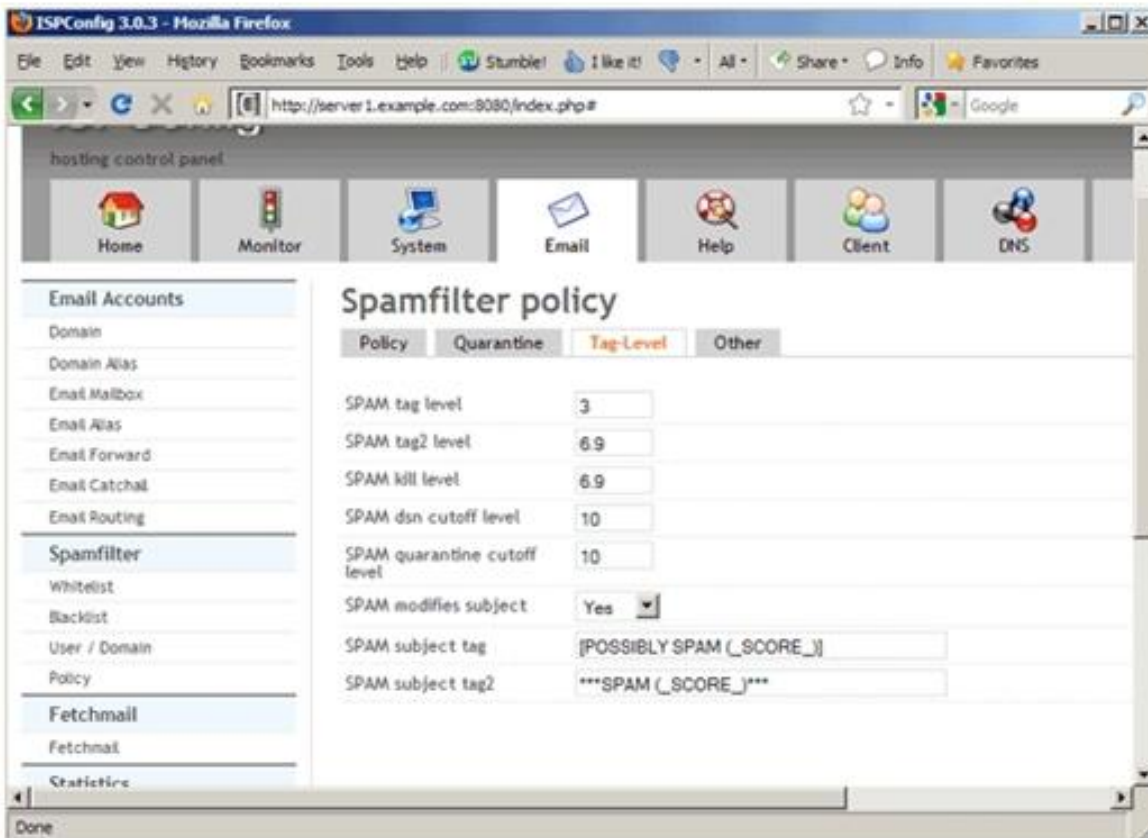 ISPConfig 3.0.3 - Mozilla Firefox
File Edit View History Bookmarks Tools Help Stumble! I like it! All Share Info Favorites
http://server1.example.com:8080/index.php#
Google
hosting control panel
Home Monitor System Email Help Client DNS
Email Accounts
Domain
Domain Alias
Email Mailbox
Email Alias
Email Forward
Email Catchall
Email Routing
Spamfilter
Whitelist
Blacklist
User / Domain
Policy
Fetchmail
Fetchmail
Statistics
Spamfilter policy
Policy Quarantine Tag-Level Other
SPAM tag level 3
SPAM tag2 level 6.9
SPAM kill level 6.9
SPAM dsn cutoff level 10
SPAM quarantine cutoff level 10
SPAM modifies subject Yes
SPAM subject tag [POSSIBLY SPAM (_SCORE_)]
SPAM subject tag2 ***SPAM (_SCORE_)***
Done